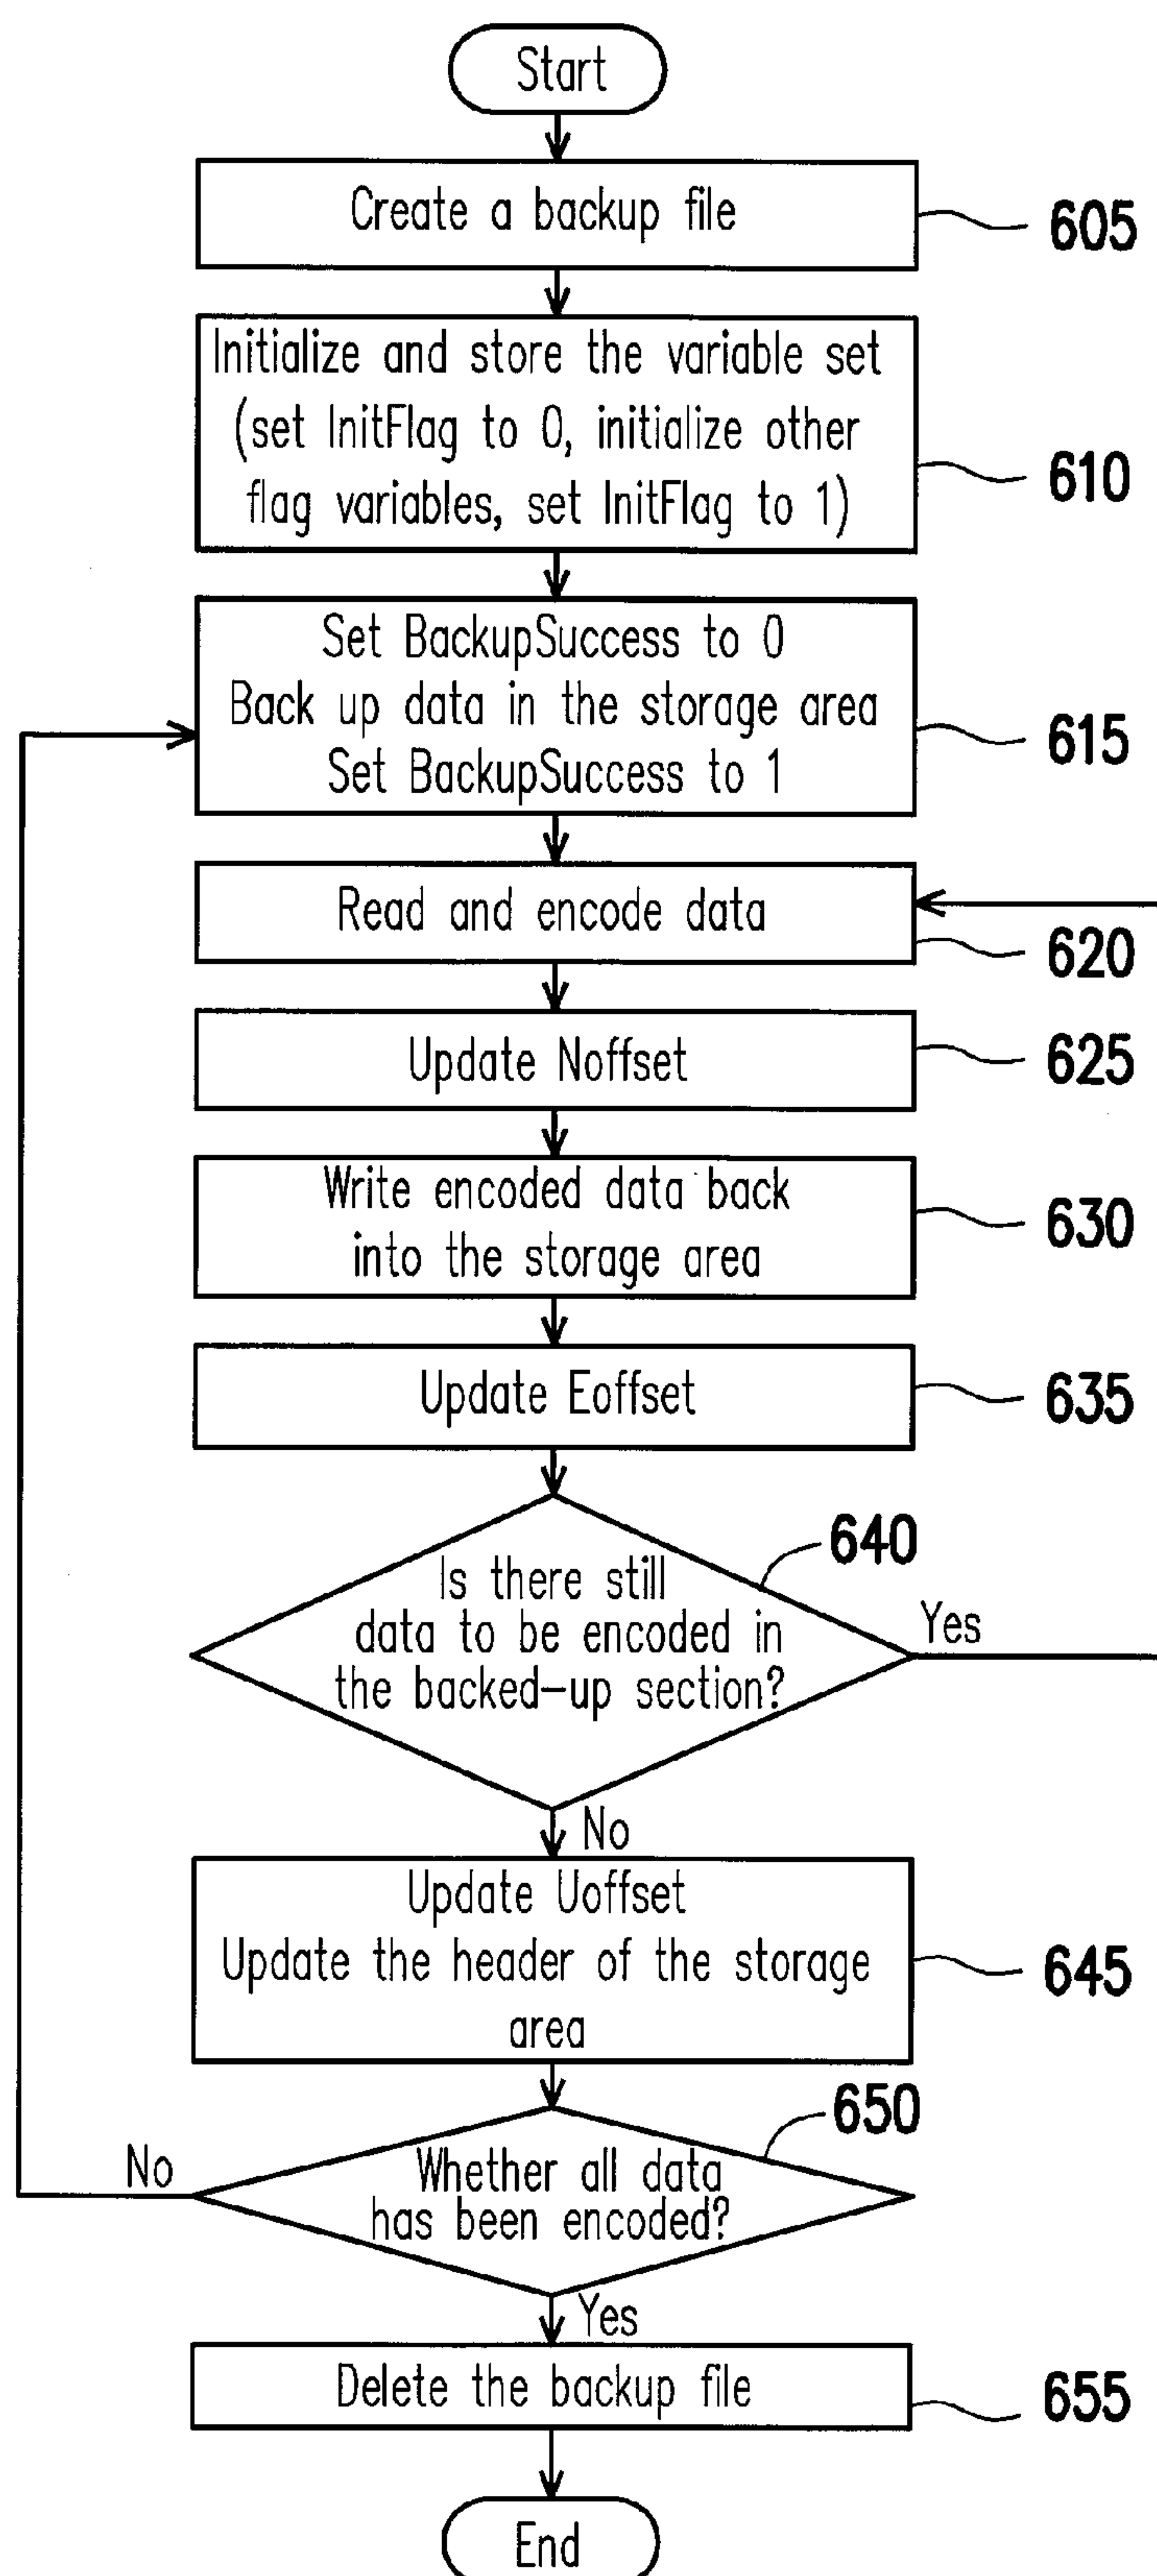 Start
Create a backup file
605
Initialize and store the variable set
(set InitFlag to 0, initialize other
flag variables, set InitFlag to 1)
610
Set BackupSuccess to 0
Back up data in the storage area
Set BackupSuccess to 1
615
Read and encode data
620
Update Noffset
625
Write encoded data back
into the storage area
630
Update Eoffset
635
640
Is there still
data to be encoded in
the backed-up section?
Yes
No
Update Uoffset
Update the header of the storage
area
645
650
Whether all data
has been encoded?
No
Yes
Delete the backup file
655
End